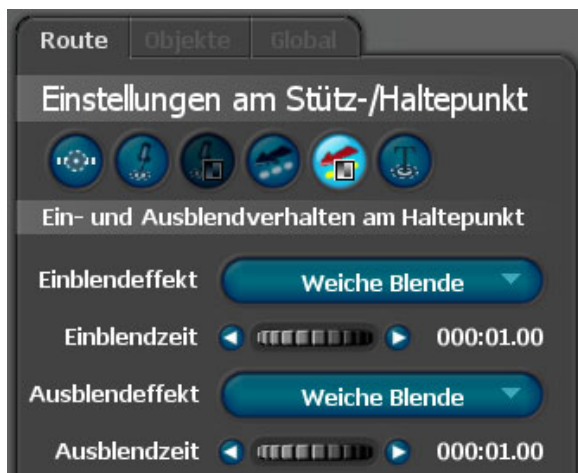 Route Objekte Global
Einstellungen am Stütz-/Haltepunkt
Ein- und Ausblendverhalten am Haltepunkt
Einblendeffekt Weiche Blende
Einblendzeit 000:01.00
Ausblendeffekt Weiche Blende
Ausblendzeit 000:01.00